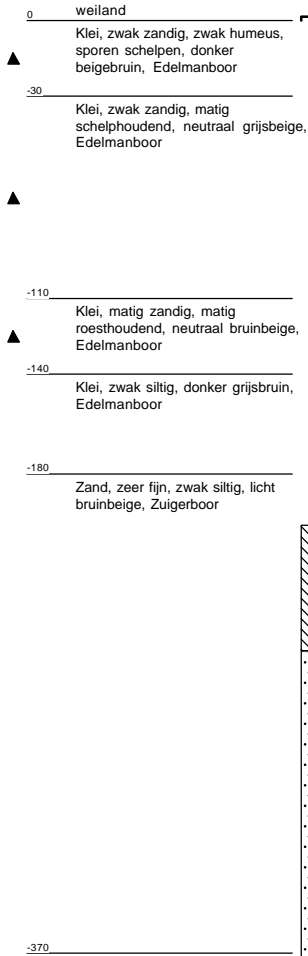 0 weiland
Klei, zwak zandig, zwak humeus,
sporen schelpen, donker
beigebruin, Edelmanboor
-30
Klei, zwak zandig, matig
schelphoudend, neutraal grijsbeige,
Edelmanboor
-110
Klei, matig zandig, matig
roesthoudend, neutraal bruinbeige,
Edelmanboor
-140
Klei, zwak siltig, donker grijsbruin,
Edelmanboor
-180
Zand, zeer fijn, zwak siltig, licht
bruinbeige, Zuigerboor
-370